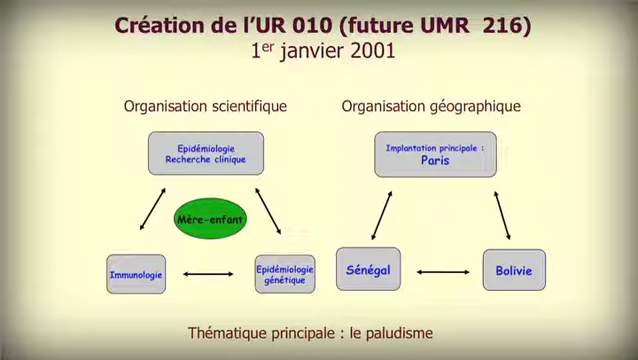 Création de l'UR 010 (future UMR 216)
1er janvier 2001
Organisation scientifique
Organisation géographique
Epidémiologie
Recherche clinique
Implantation principale :
Paris
Mère-enfant
Immunologie
Epidémiologie
génétique
Sénégal
Bolivie
Thématique principale : le paludisme